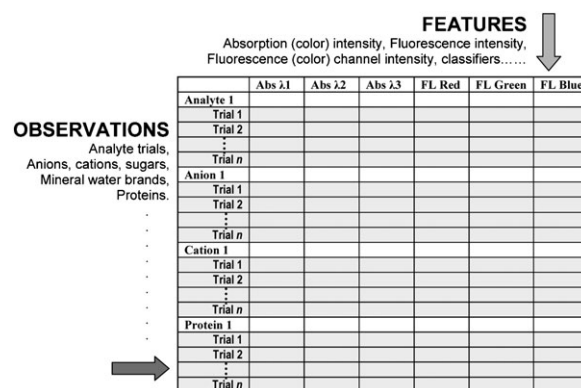 FEATURES
Absorption (color) intensity, Fluorescence intensity,
Fluorescence (color) channel intensity, classifiers……
Abs λ1 Abs λ2 Abs λ3 FL Red FL Green FL Blue
OBSERVATIONS
Analyte trials,
Anions, cations, sugars,
Mineral water brands,
Proteins.
Analyte 1
Trial 1
Trial 2
⋮
Trial n
Anion 1
Trial 1
Trial 2
⋮
Trial n
Cation 1
Trial 1
Trial 2
⋮
Trial n
Protein 1
Trial 1
Trial 2
⋮
Trial n